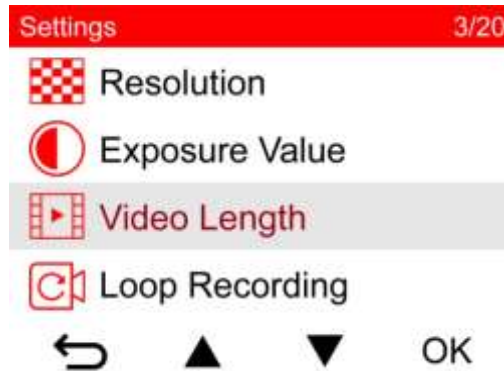 Settings 3/20
Resolution
Exposure Value
Video Length
Loop Recording
OK